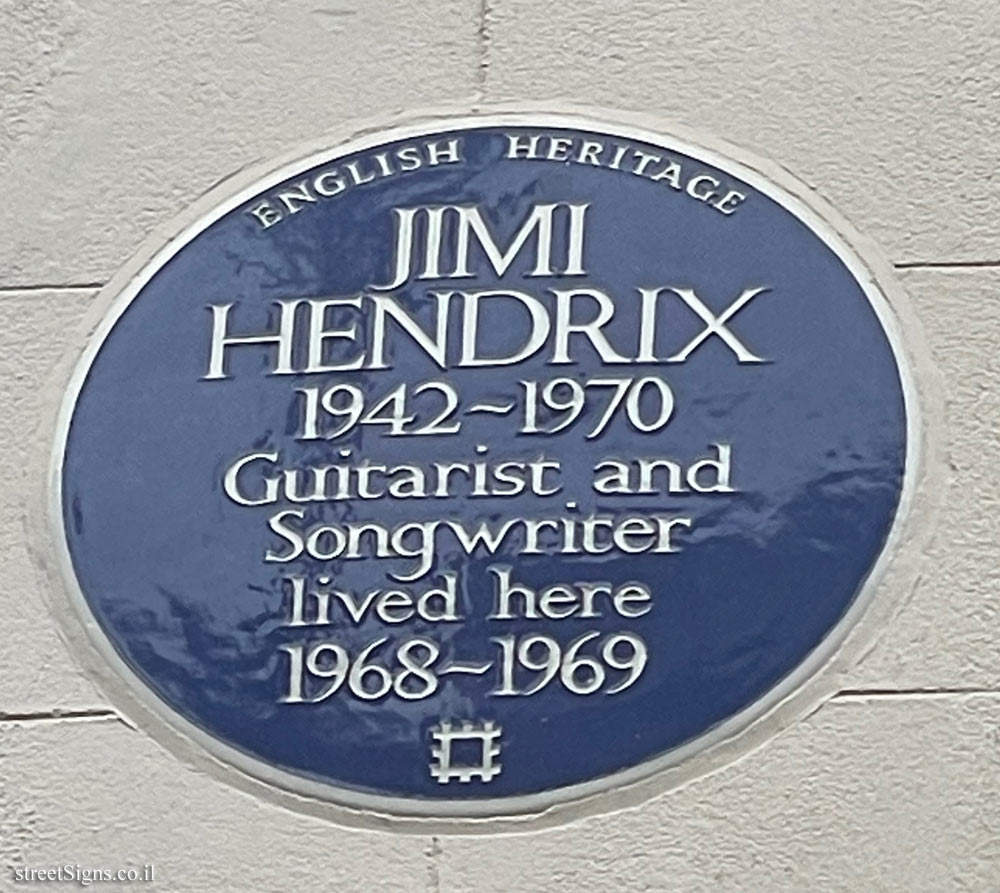 ENGLISH HERITAGE
JIMI
HENDRIX
1942~1970
Guitarist and
Songwriter
lived here
1968~1969
streetSigns.co.il